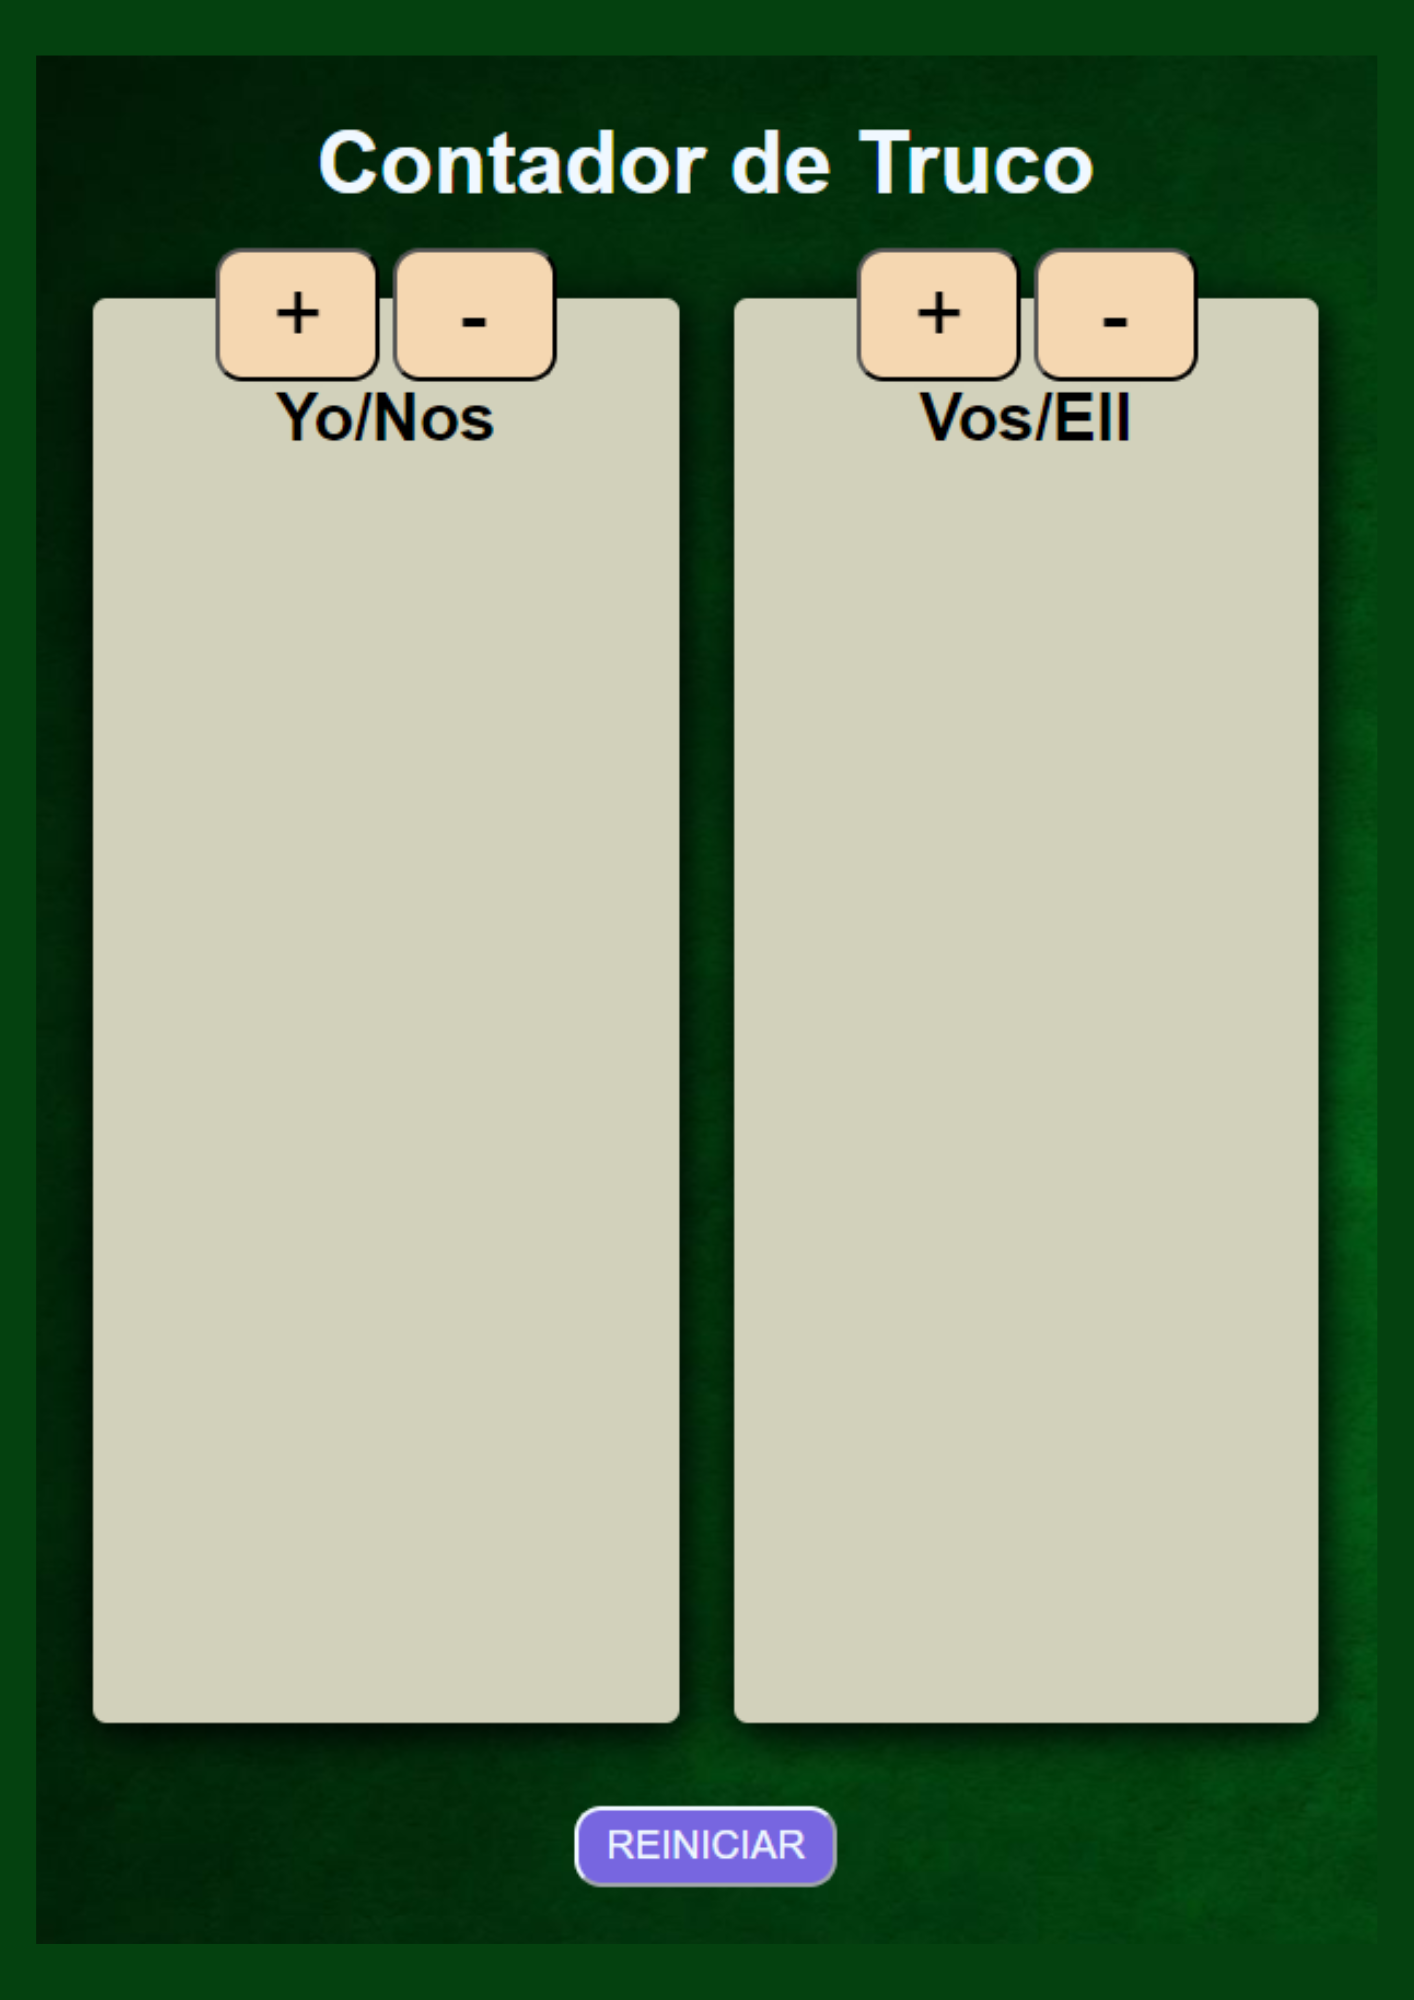 Contador de Truco
+ - + -
Yo/Nos Vos/Ell
REINICIAR